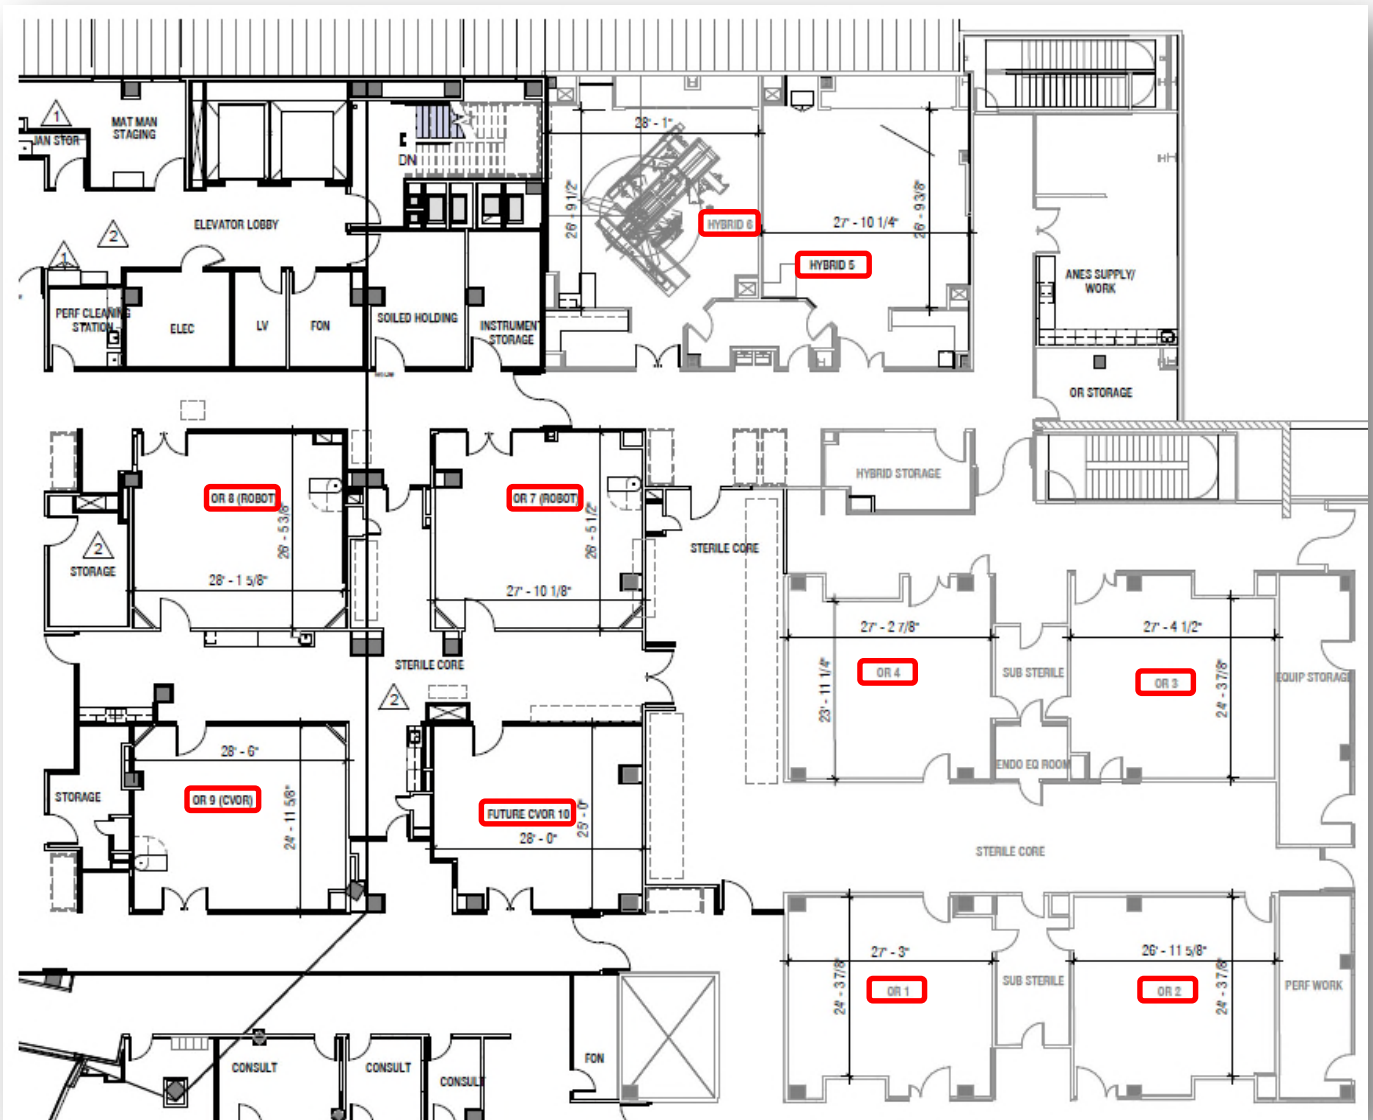 1
JAN STOR
MAT MAN
STAGING
DN
28' - 1"
26' - 9 1/2"
HYBRID 6
27' - 10 1/4"
26' - 9 3/8"
HYBRID 5
2
ELEVATOR LOBBY
1
ANES SUPPLY/
WORK
PERF CLEANING
STATION
ELEC
LV
FON
SOILED HOLDING
INSTRUMENT
STORAGE
OR STORAGE
HYBRID STORAGE
OR 8 (ROBOT)
26' - 5 3/8"
28' - 1 5/8"
OR 7 (ROBOT)
26' - 5 1/2"
27' - 10 1/8"
STERILE CORE
2
STORAGE
27' - 2 7/8"
23' - 11 1/4"
OR 4
SUB STERILE
27' - 4 1/2"
OR 3
24' - 3 7/8"
EQUIP STORAGE
STERILE CORE
2
ENDO EQ ROOM
28' - 6"
STORAGE
OR 9 (CVOR)
24' - 11 5/8"
FUTURE CVOR 10
25' - 0"
28' - 0"
STERILE CORE
27' - 3"
24' - 3 7/8"
OR 1
SUB STERILE
26' - 11 5/8"
OR 2
24' - 3 7/8"
PERF WORK
CONSULT
CONSULT
CONSULT
FON